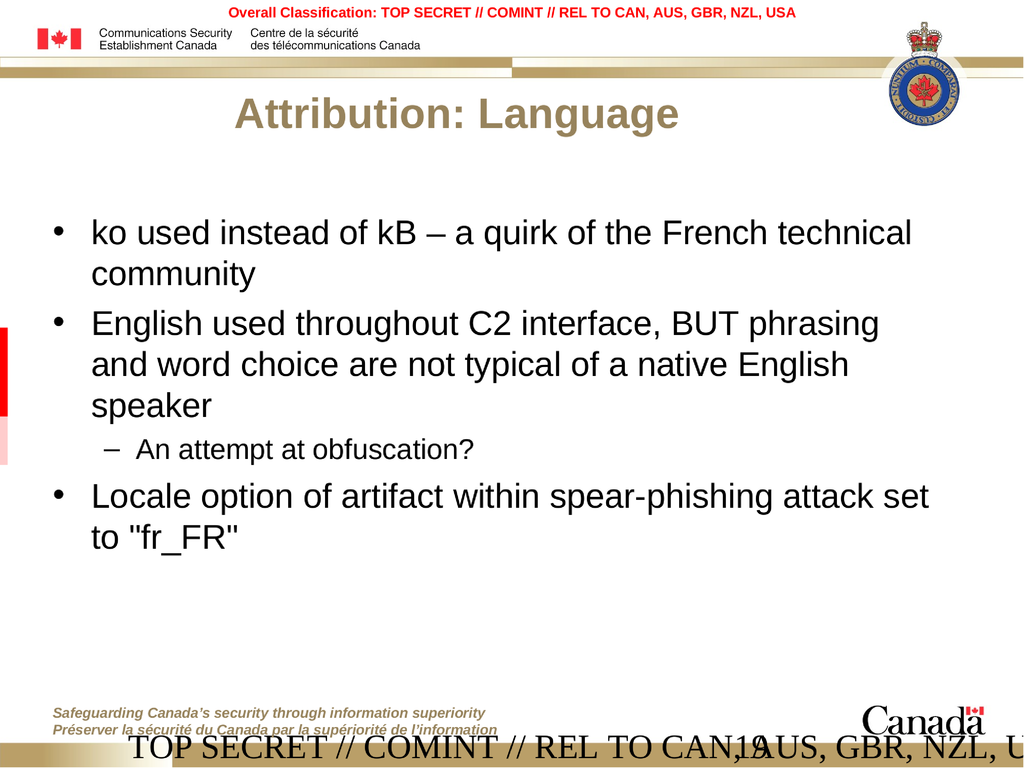 Overall Classification: TOP SECRET // COMINT // REL TO CAN, AUS, GBR, NZL, USA
Communications Security Establishment Canada
Centre de la sécurité des télécommunications Canada
Attribution: Language
• ko used instead of kB – a quirk of the French technical
community
• English used throughout C2 interface, BUT phrasing
and word choice are not typical of a native English
speaker
– An attempt at obfuscation?
• Locale option of artifact within spear-phishing attack set
to "fr_FR"
Safeguarding Canada's security through information superiority
Préserver la sécurité du Canada par la supériorité de l'information
Canada
TOP SECRET // COMINT // REL TO CAN, AUS, GBR, NZL, U
19